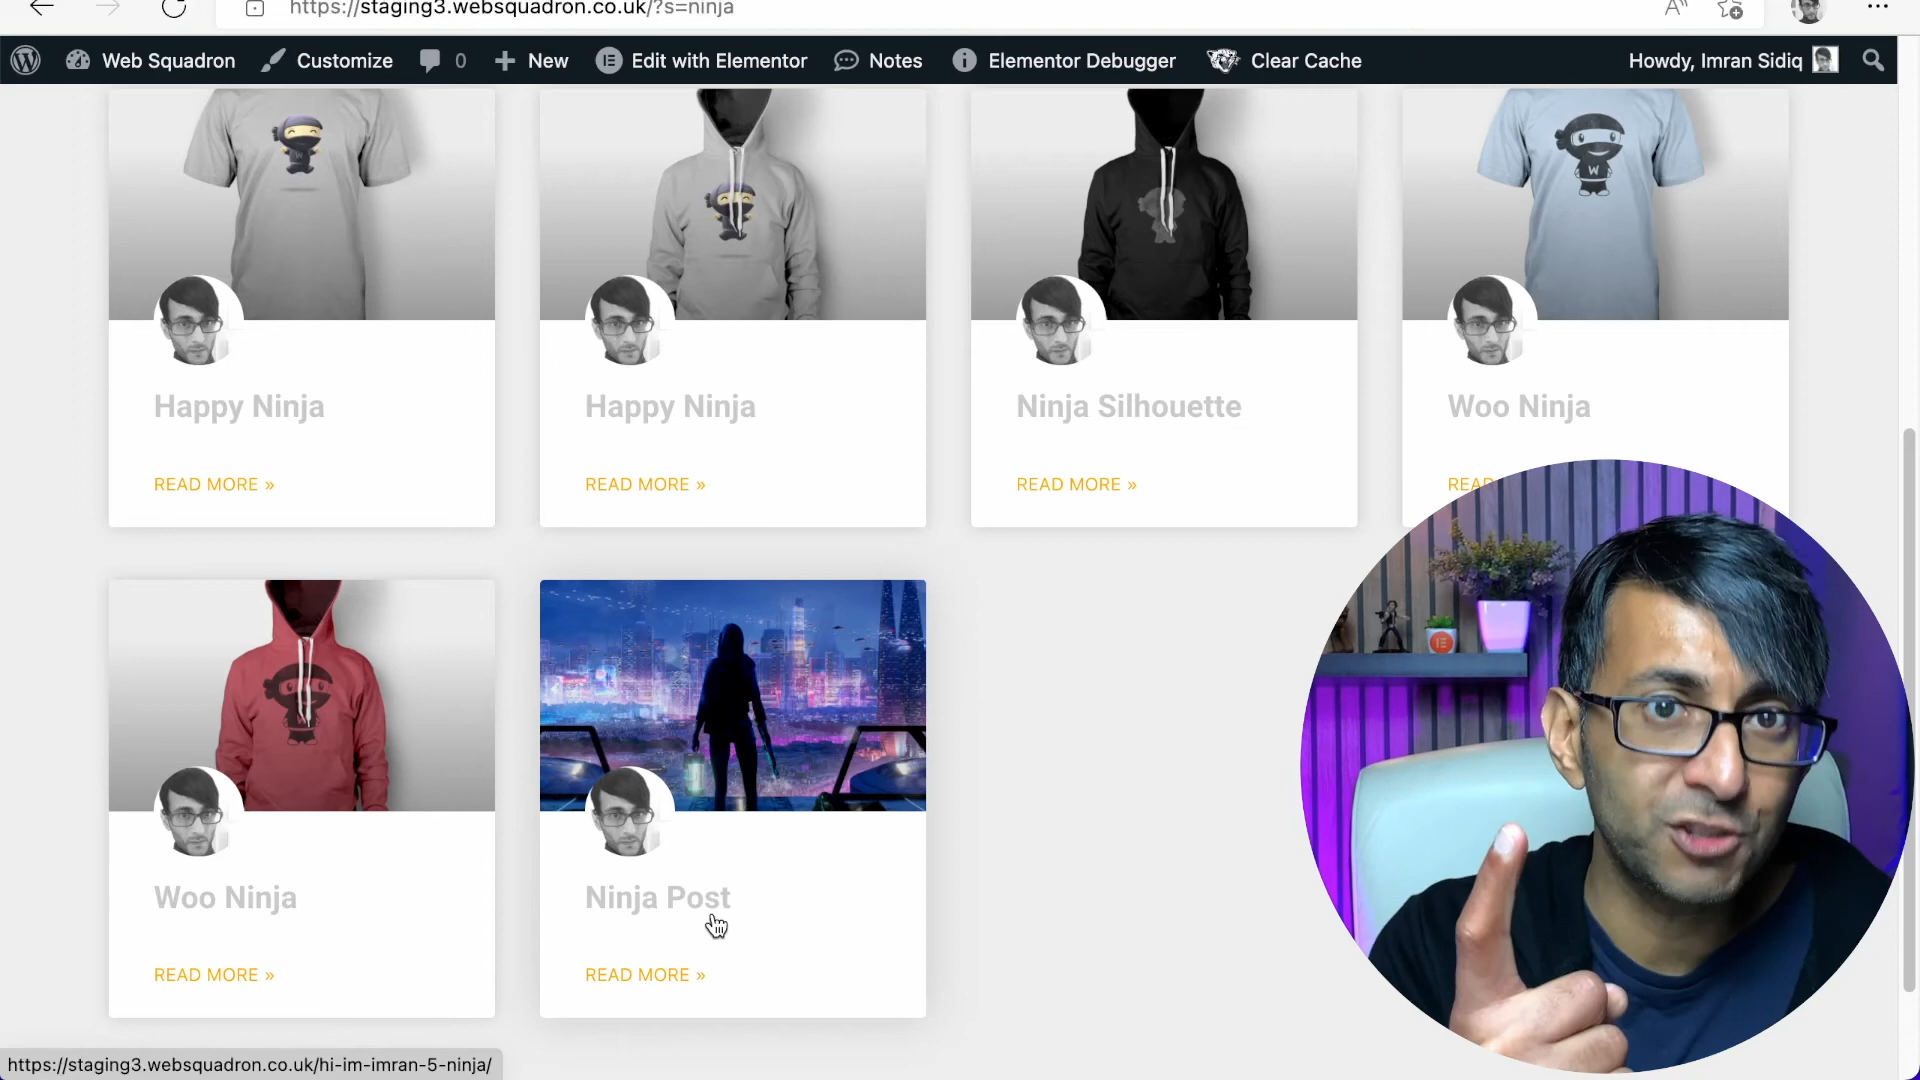 https://staging3.websquadron.co.uk/?s=ninja
Web Squadron Customize 0 New Edit with Elementor Notes Elementor Debugger Clear Cache Howdy, Imran Sidiq
W
W
Happy Ninja
Happy Ninja
Ninja Silhouette
Woo Ninja
READ MORE »
READ MORE »
READ MORE »
READ
W
Woo Ninja
Ninja Post
READ MORE »
READ MORE »
https://staging3.websquadron.co.uk/hi-im-imran-5-ninja/